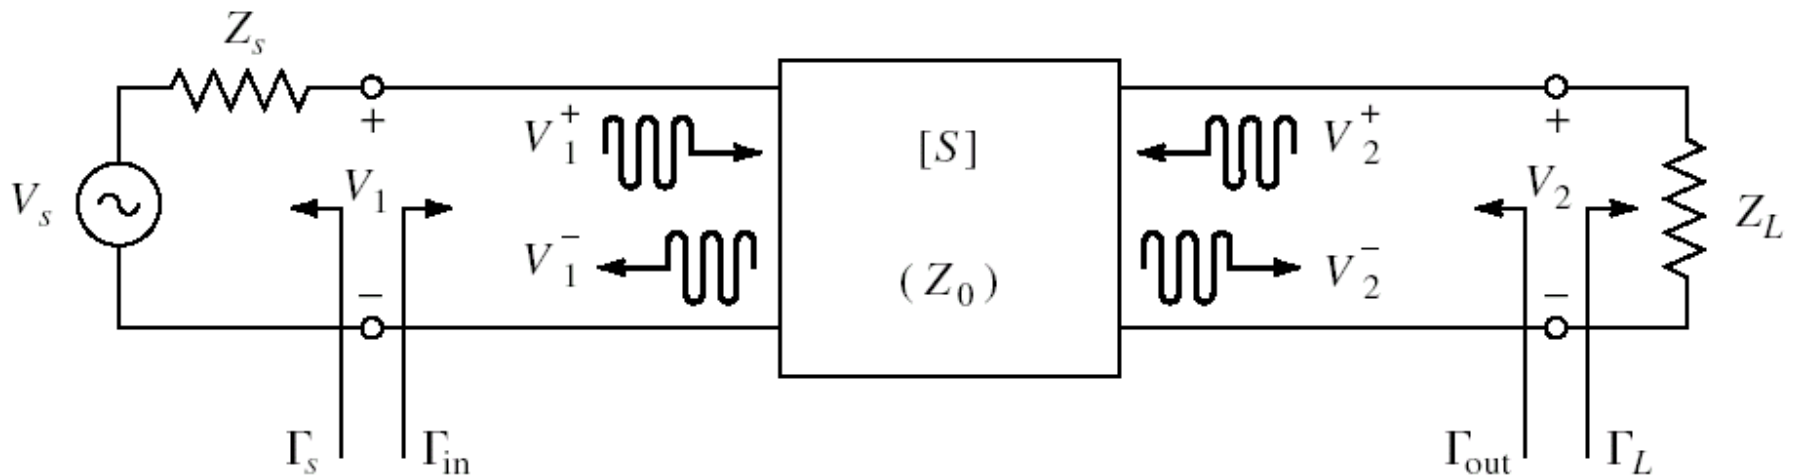 Z_s
+
V_1^+
[S]
V_2^+
+
V_s
V_1
V_2
Z_L
V_1^-
(Z_0)
V_2^-
−
−
Γ_s
Γ_in
Γ_out
Γ_L